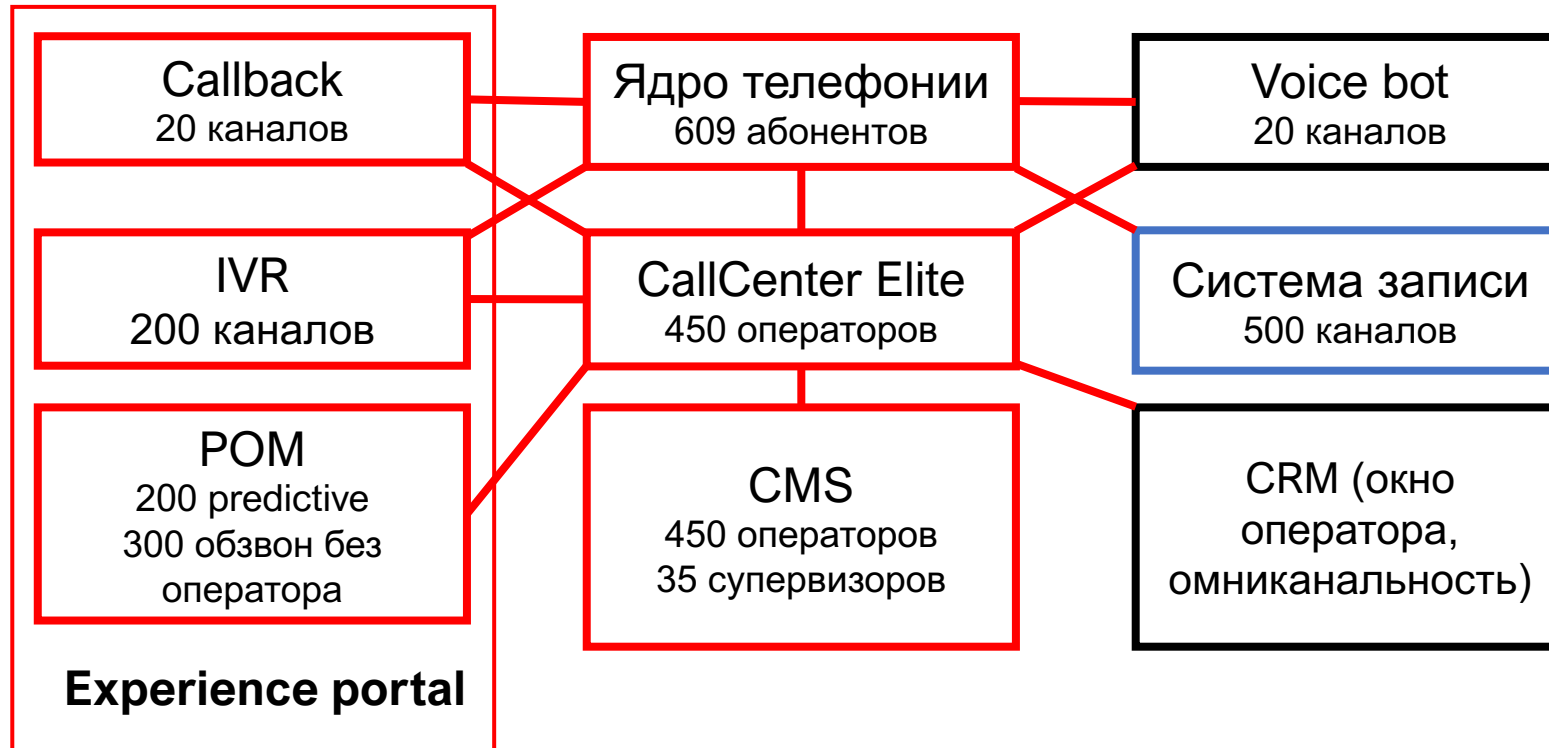 Callback
20 каналов
IVR
200 каналов
POM
200 predictive
300 обзвон без
оператора
Experience portal
Ядро телефонии
609 абонентов
CallCenter Elite
450 операторов
CMS
450 операторов
35 супервизоров
Voice bot
20 каналов
Система записи
500 каналов
CRM (окно
оператора,
омниканальность)